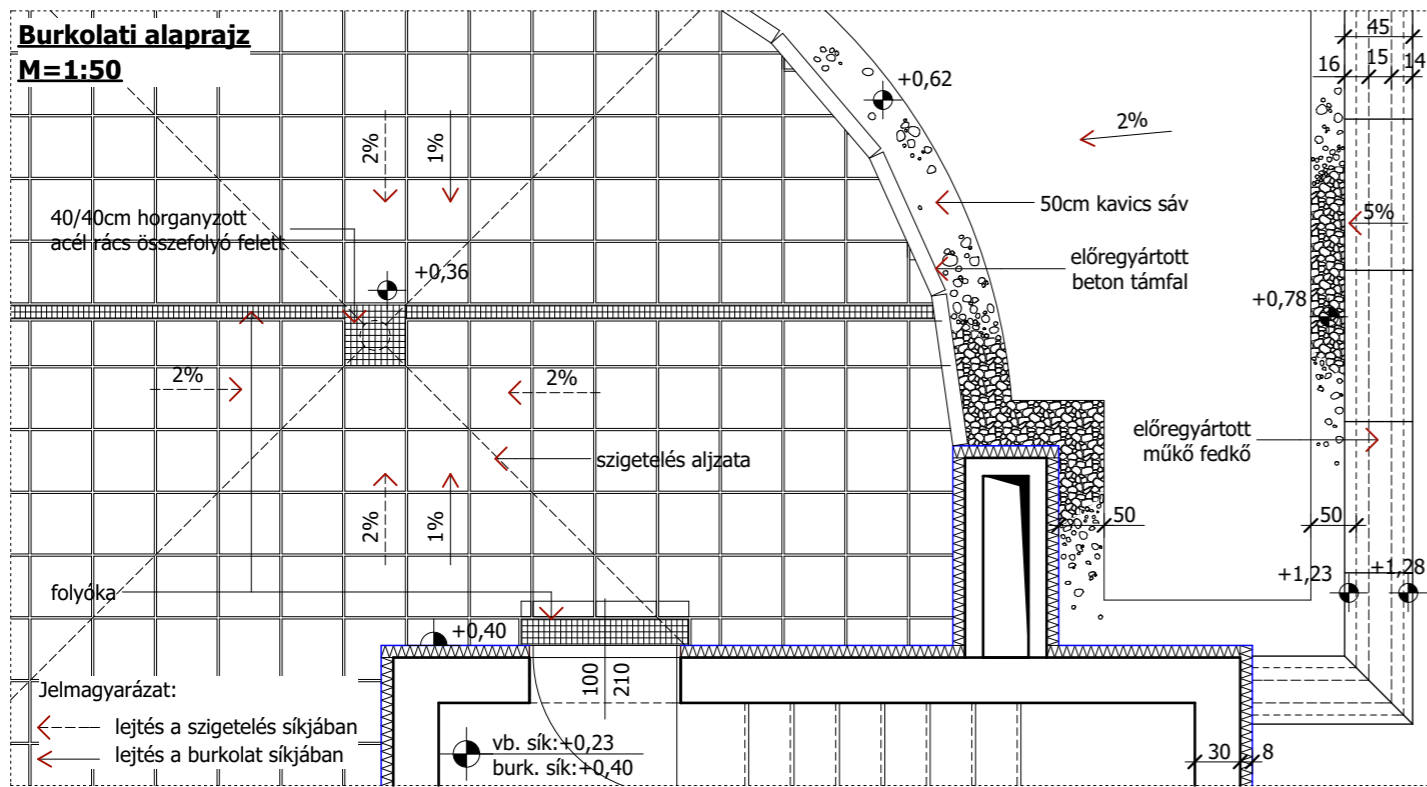 Burkolati alaprajz
M=1:50
45
16
15
14
+0,62
2%
1%
2%
50cm kavics sáv
5%
40/40cm horganyzott
acél rács összefolyó felett
+0,36
előregyártott
beton támfal
+0,78
2%
2%
előregyártott
műkő fedkő
szigetelés aljzata
2%
1%
50
50
folyóka
+1,23
+1,28
+0,40
100
210
Jelmagyarázat:
lejtés a szigetelés síkjában
lejtés a burkolat síkjában
vb. sík:+0,23
burk. sík:+0,40
30
8